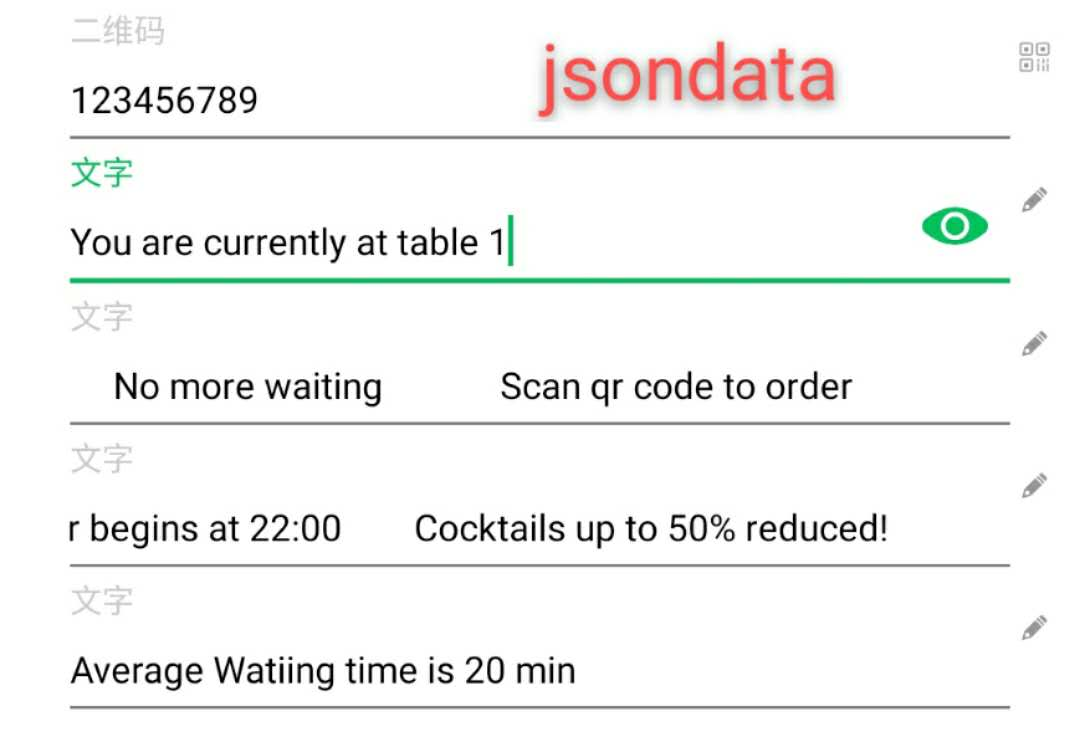 二维码
jsondata
123456789
文字
You are currently at table 1
文字
No more waiting Scan qr code to order
文字
r begins at 22:00 Cocktails up to 50% reduced!
文字
Average Watiing time is 20 min